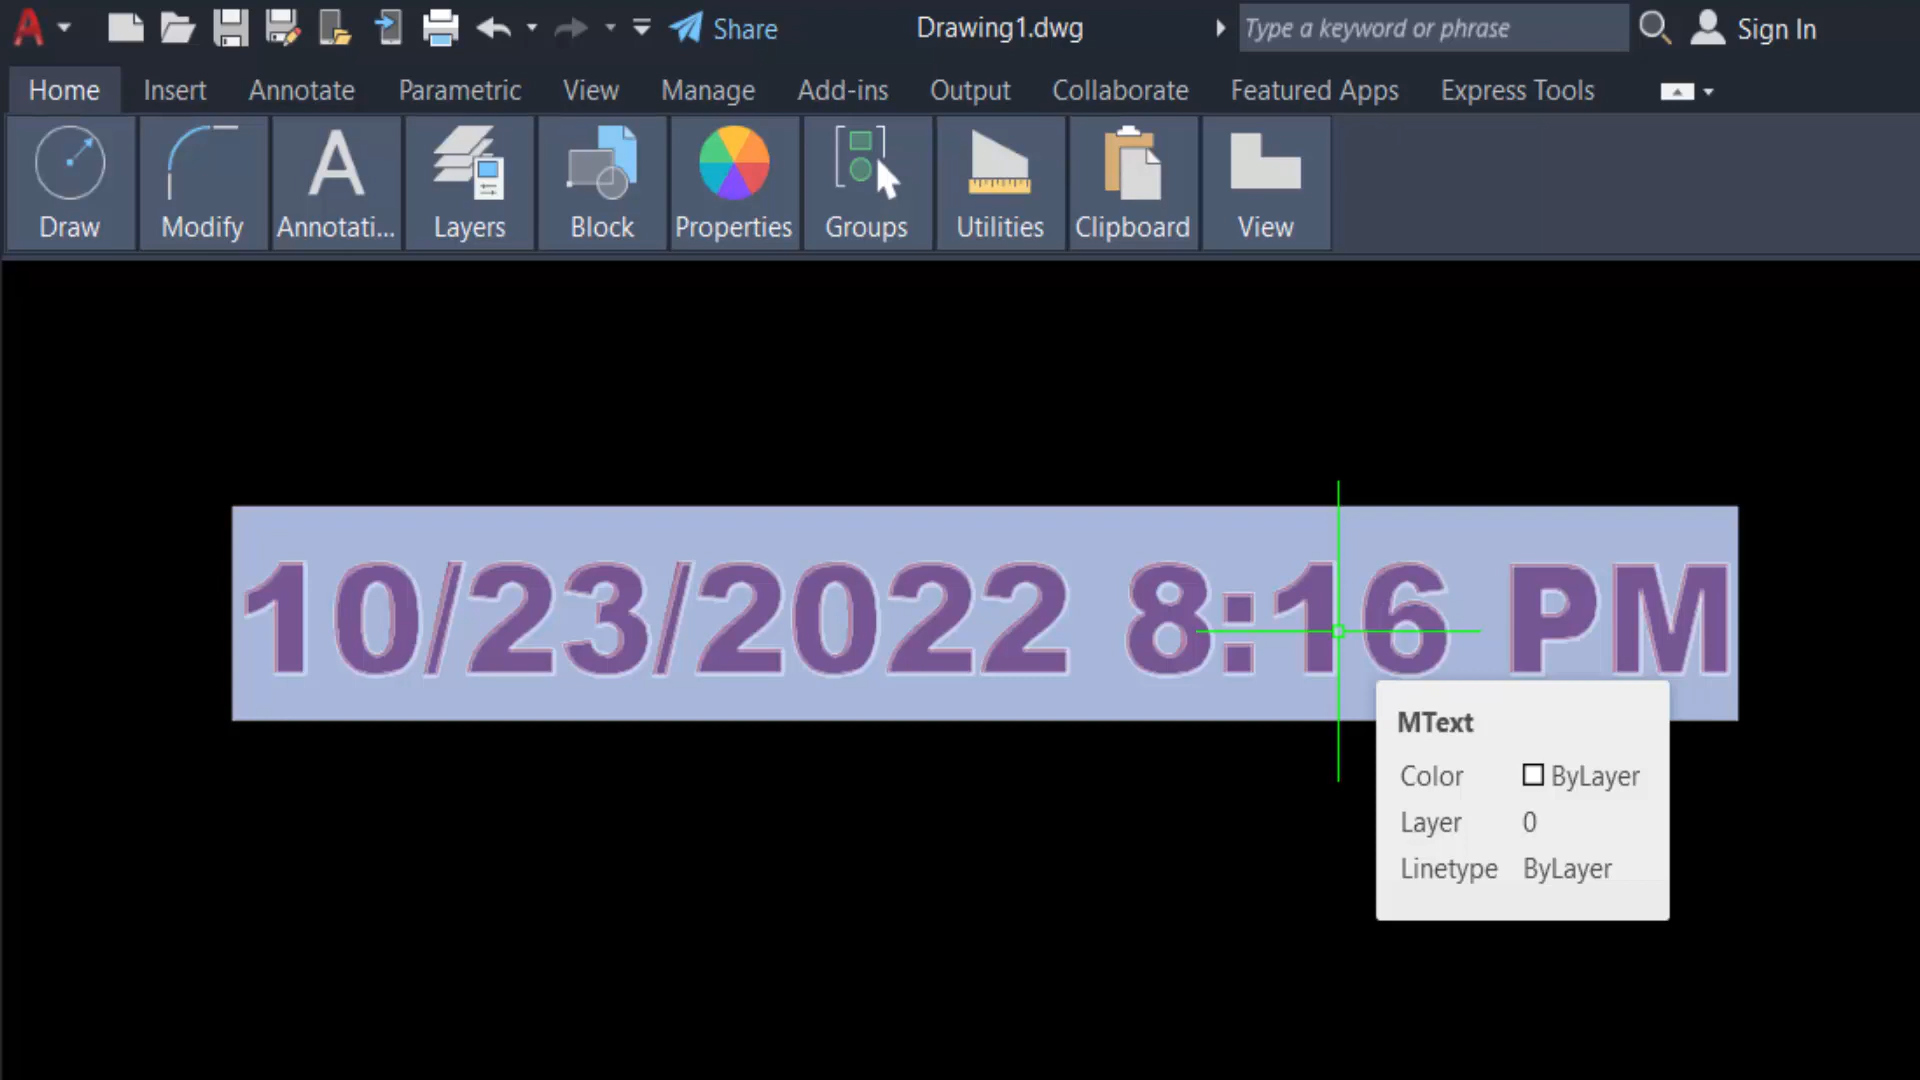 A Share Drawing1.dwg Type a keyword or phrase Sign In
Home Insert Annotate Parametric View Manage Add-ins Output Collaborate Featured Apps Express Tools
A
Draw Modify Annotati... Layers Block Properties Groups Utilities Clipboard View
10/23/2022 8:16 PM
MText
Color ByLayer
Layer 0
Linetype ByLayer